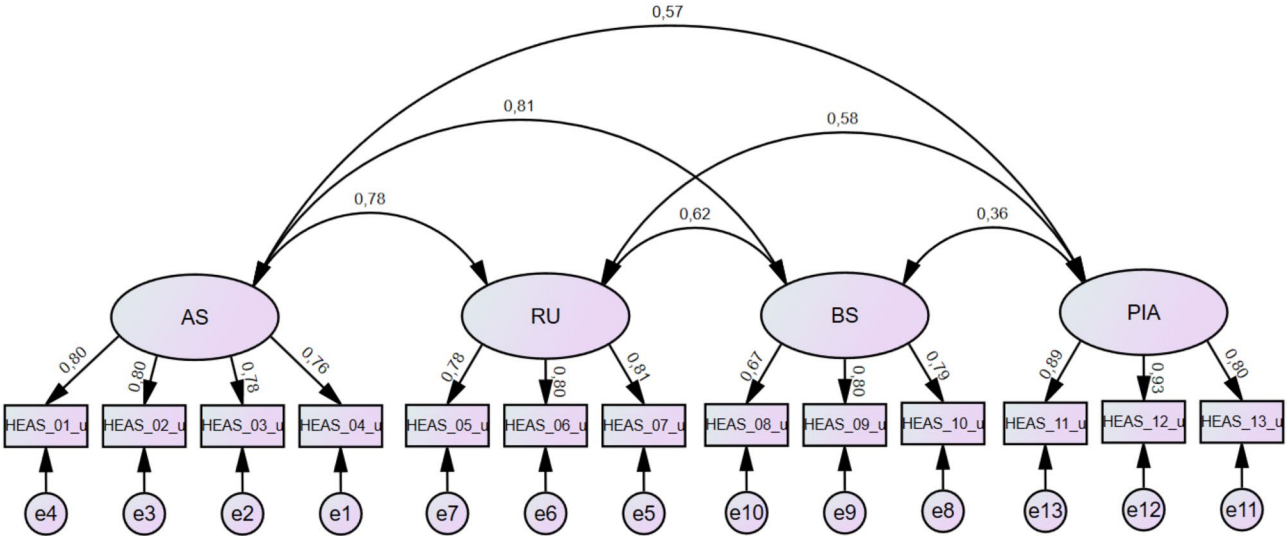 0,57
0,81
0,58
0,78
0,62
0,36
AS
RU
BS
PIA
0,80
0,80
0,78
0,76
0,78
0,80
0,81
0,67
0,80
0,79
0,89
0,93
0,80
HEAS_01_u
HEAS_02_u
HEAS_03_u
HEAS_04_u
HEAS_05_u
HEAS_06_u
HEAS_07_u
HEAS_08_u
HEAS_09_u
HEAS_10_u
HEAS_11_u
HEAS_12_u
HEAS_13_u
e4
e3
e2
e1
e7
e6
e5
e10
e9
e8
e13
e12
e11